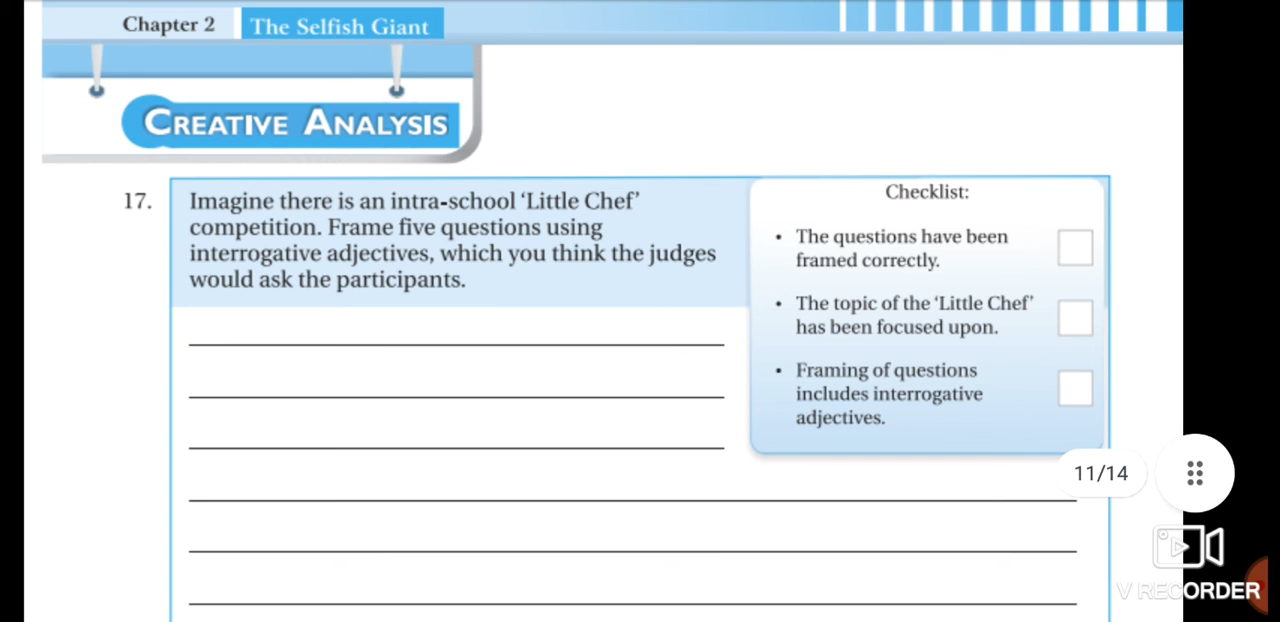 Chapter 2 The Selfish Giant
CREATIVE ANALYSIS
17. Imagine there is an intra-school ‘Little Chef’
competition. Frame five questions using
interrogative adjectives, which you think the judges
would ask the participants.
Checklist:
• The questions have been
framed correctly.
• The topic of the ‘Little Chef’
has been focused upon.
• Framing of questions
includes interrogative
adjectives.
11/14
V RECORDER